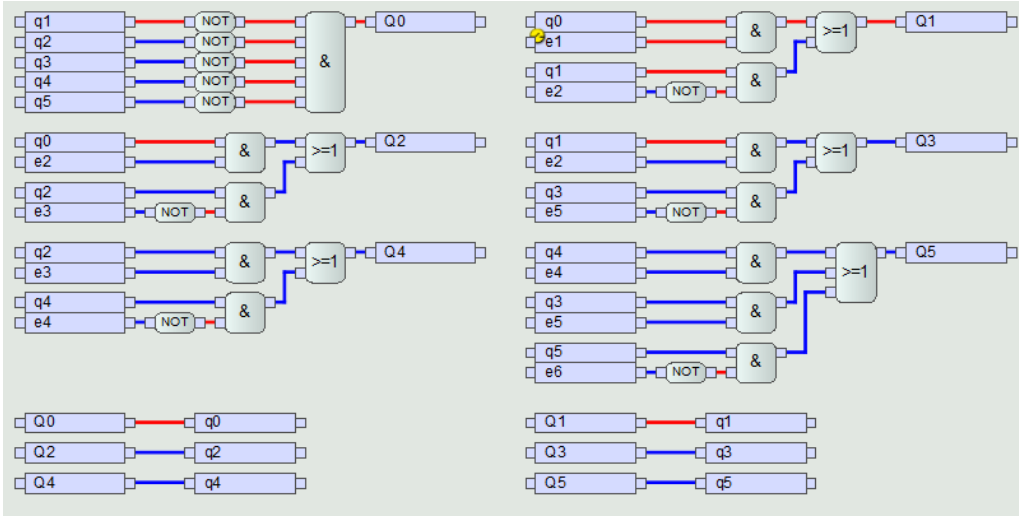 q1 NOT Q0
q2 NOT
q3 NOT &
q4 NOT
q5 NOT
q0 & >=1 Q1
e1
q1 &
e2 NOT
q0 & >=1 Q2
e2
q2 &
e3 NOT
q1 & >=1 Q3
e2
q3 &
e5 NOT
q2 & >=1 Q4
e3
q4 &
e4 NOT
q4 & >=1 Q5
e4
q3 &
e5
q5 &
e6 NOT
Q0 q0
Q2 q2
Q4 q4
Q1 q1
Q3 q3
Q5 q5